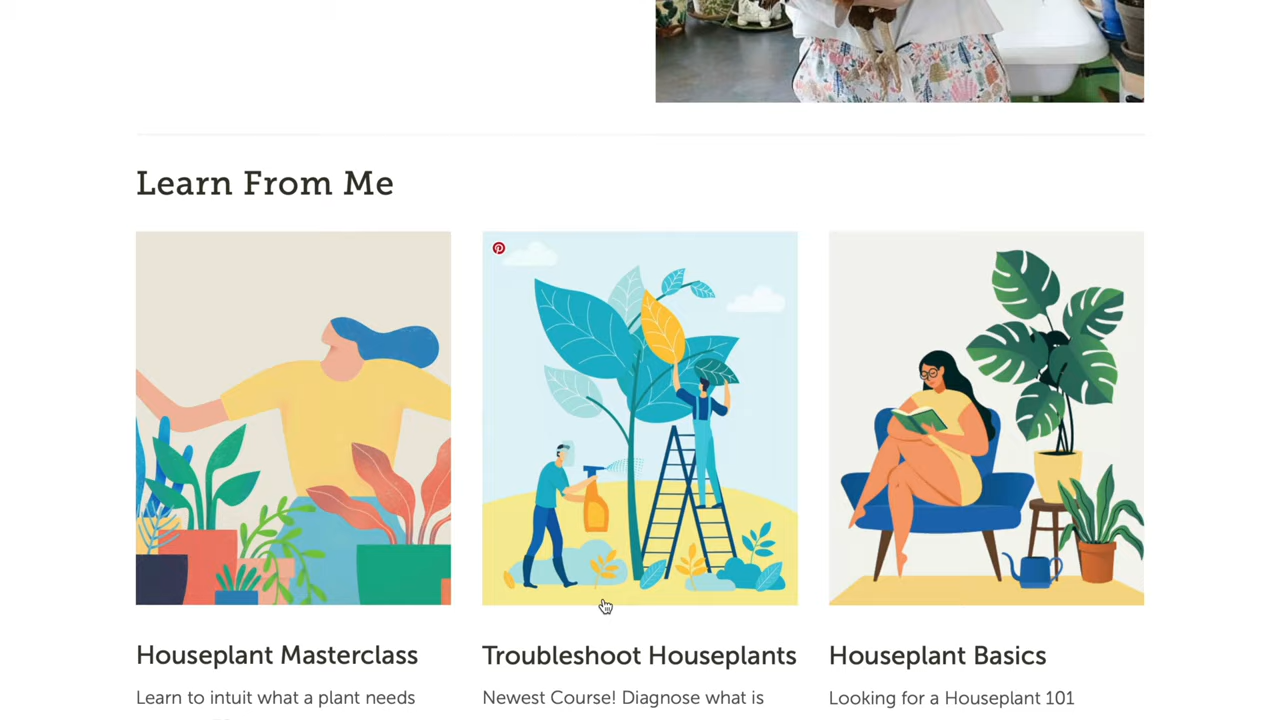 Learn From Me
Houseplant Masterclass
Troubleshoot Houseplants
Houseplant Basics
Learn to intuit what a plant needs
Newest Course! Diagnose what is
Looking for a Houseplant 101